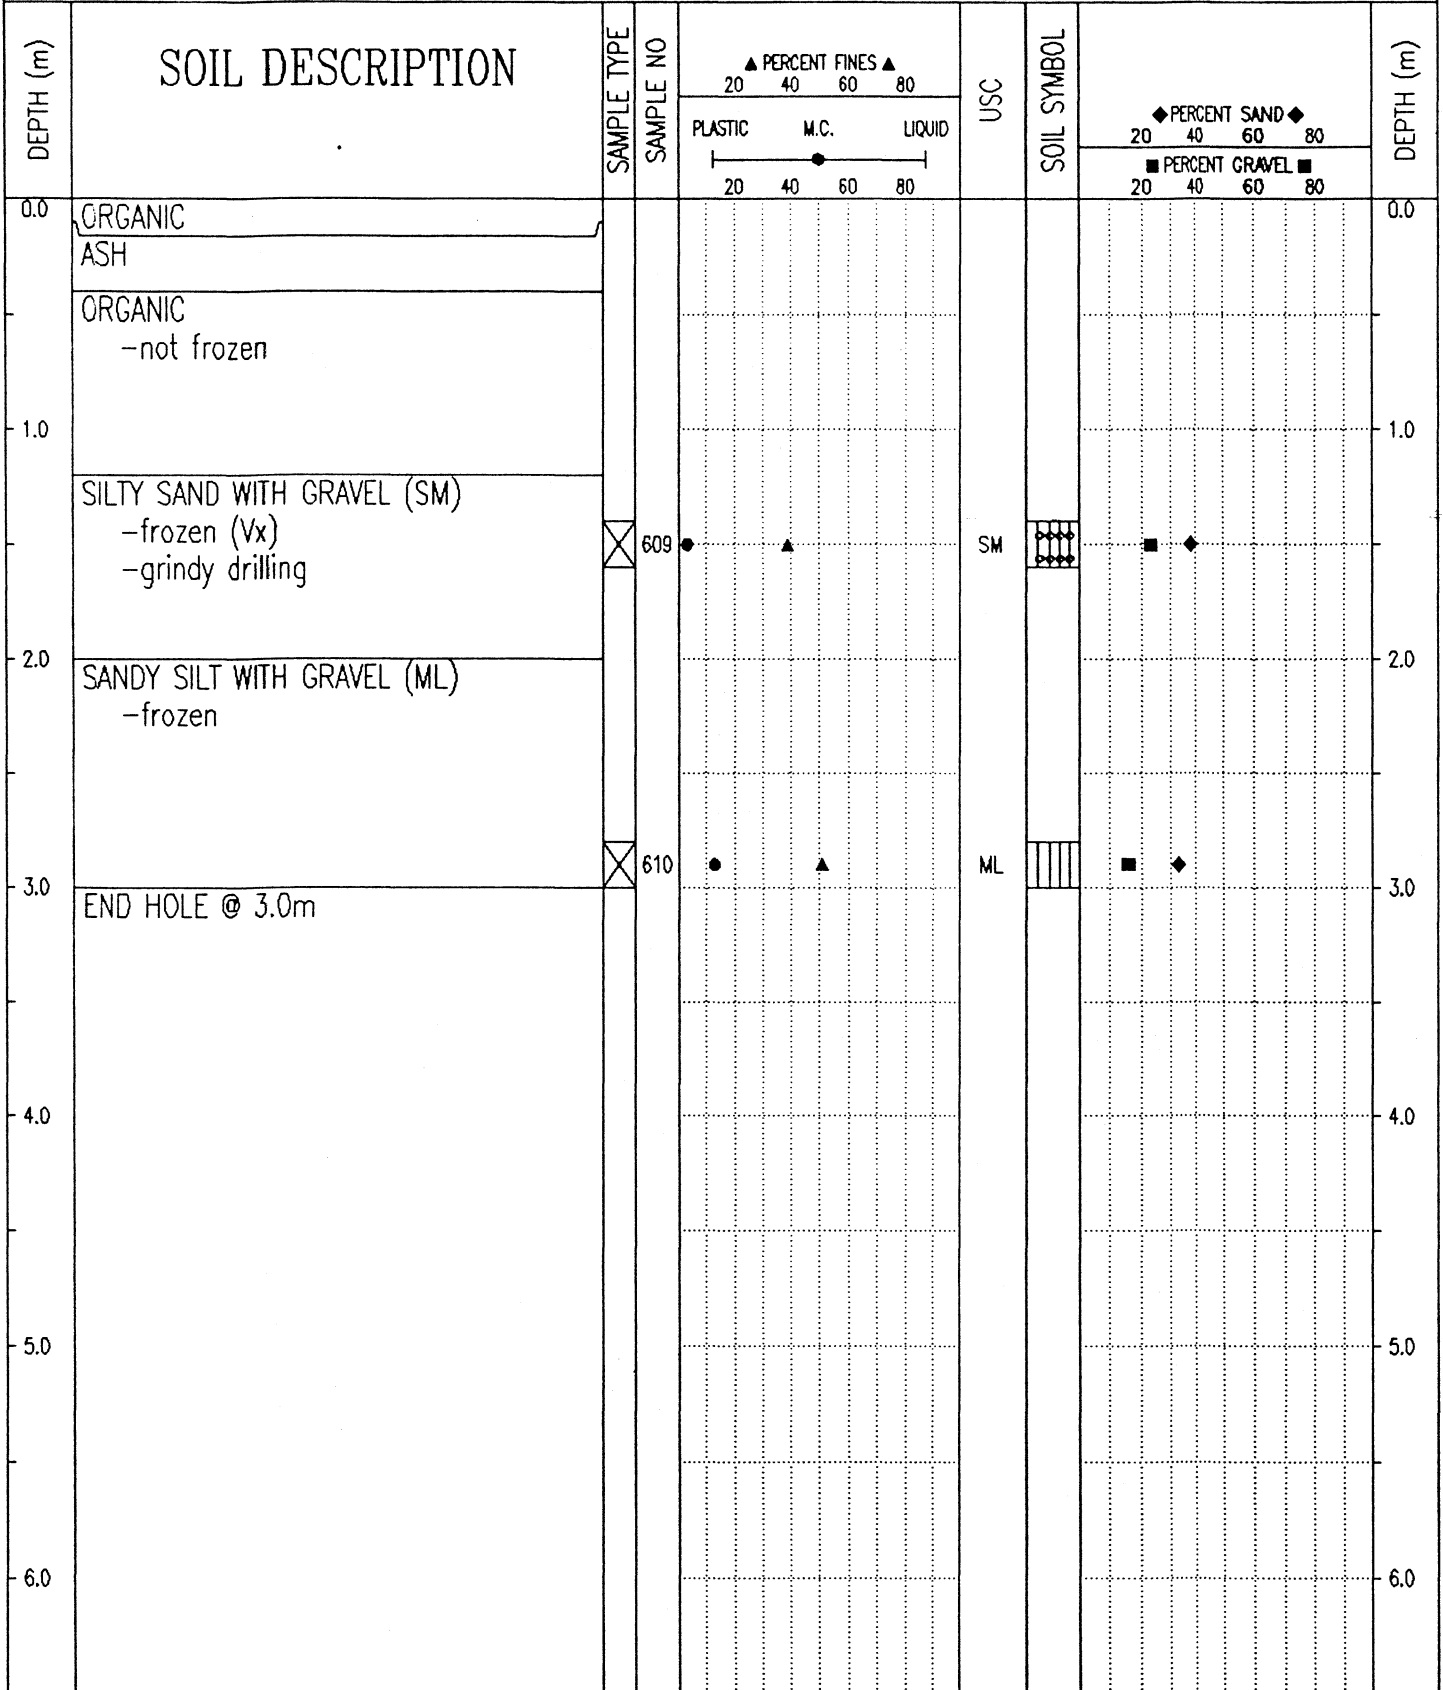 DEPTH (m)
SOIL DESCRIPTION
SAMPLE TYPE
SAMPLE NO
▲ PERCENT FINES ▲
20 40 60 80
PLASTIC M.C. LIQUID
20 40 60 80
USC
SOIL SYMBOL
◆ PERCENT SAND ◆
20 40 60 80
■ PERCENT GRAVEL ■
20 40 60 80
DEPTH (m)
0.0 ORGANIC 0.0
ASH
ORGANIC
-not frozen
1.0 1.0
SILTY SAND WITH GRAVEL (SM)
-frozen (Vx)
609 SM
-grindy drilling
2.0 2.0
SANDY SILT WITH GRAVEL (ML)
-frozen
610 ML
3.0 3.0
END HOLE @ 3.0m
4.0 4.0
5.0 5.0
6.0 6.0